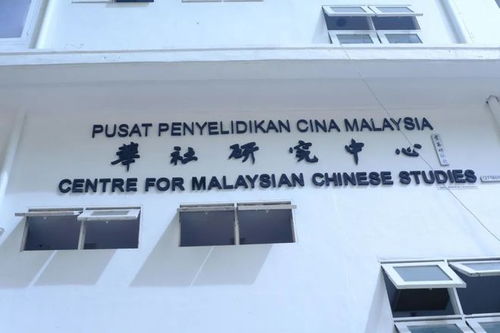 PUSAT PENYELIDIKAN CINA MALAYSIA
華社研究中心
CENTRE FOR MALAYSIAN CHINESE STUDIES